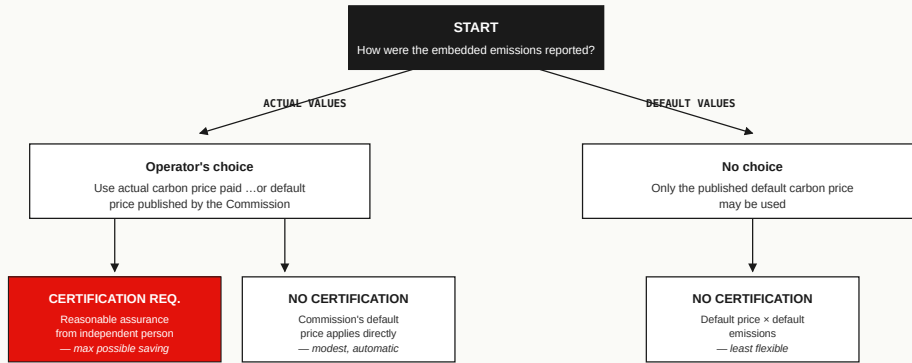 START
How were the embedded emissions reported?
ACTUAL VALUES
DEFAULT VALUES
Operator's choice
Use actual carbon price paid …or default
price published by the Commission
No choice
Only the published default carbon price
may be used
CERTIFICATION REQ.
Reasonable assurance
from independent person
— max possible saving
NO CERTIFICATION
Commission's default
price applies directly
— modest, automatic
NO CERTIFICATION
Default price × default
emissions
— least flexible